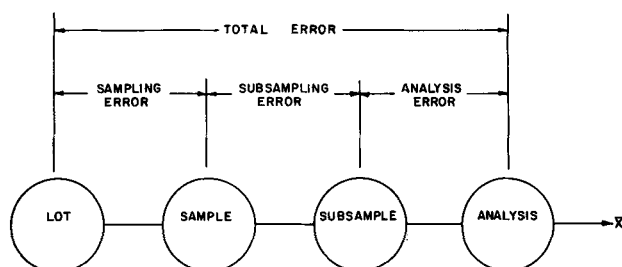 TOTAL ERROR
SAMPLING SUBSAMPLING ANALYSIS
ERROR ERROR ERROR
LOT SAMPLE SUBSAMPLE ANALYSIS X̄